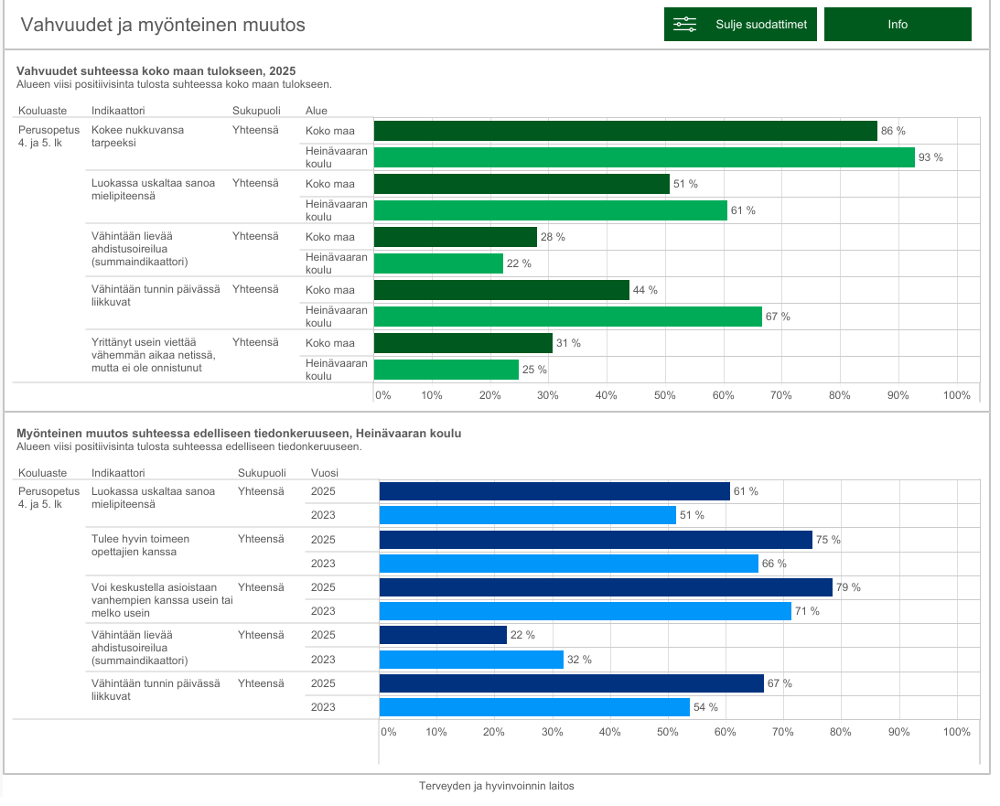 Vahvuudet ja myönteinen muutos
Sulje suodattimet
Info
Vahvuudet suhteessa koko maan tulokseen, 2025
Alueen viisi positiivisinta tulosta suhteessa koko maan tulokseen.
Kouluaste Indikaattori Sukupuoli Alue
Perusopetus Kokee nukkuvansa Yhteensä Koko maa 86 %
4. ja 5. lk tarpeeksi
Heinävaaran 93 %
koulu
Luokassa uskaltaa sanoa Yhteensä Koko maa 51 %
mielipiteensä
Heinävaaran 61 %
koulu
Vähintään lievää Yhteensä Koko maa 28 %
ahdistusoireilua
(summaindikaattori)
Heinävaaran 22 %
koulu
Vähintään tunnin päivässä Yhteensä Koko maa 44 %
liikkuvat
Heinävaaran 67 %
koulu
Yrittänyt usein viettää Yhteensä Koko maa 31 %
vähemmän aikaa netissä,
mutta ei ole onnistunut
Heinävaaran 25 %
koulu
0% 10% 20% 30% 40% 50% 60% 70% 80% 90% 100%
Myönteinen muutos suhteessa edelliseen tiedonkeruuseen, Heinävaaran koulu
Alueen viisi positiivisinta tulosta suhteessa edelliseen tiedonkeruuseen.
Kouluaste Indikaattori Sukupuoli Vuosi
Perusopetus Luokassa uskaltaa sanoa Yhteensä 2025 61 %
4. ja 5. lk mielipiteensä
2023 51 %
Tulee hyvin toimeen Yhteensä 2025 75 %
opettajien kanssa
2023 66 %
Voi keskustella asioistaan Yhteensä 2025 79 %
vanhempien kanssa usein tai
melko usein 2023 71 %
Vähintään lievää Yhteensä 2025 22 %
ahdistusoireilua
(summaindikaattori) 2023 32 %
Vähintään tunnin päivässä Yhteensä 2025 67 %
liikkuvat
2023 54 %
0% 10% 20% 30% 40% 50% 60% 70% 80% 90% 100%
Terveyden ja hyvinvoinnin laitos